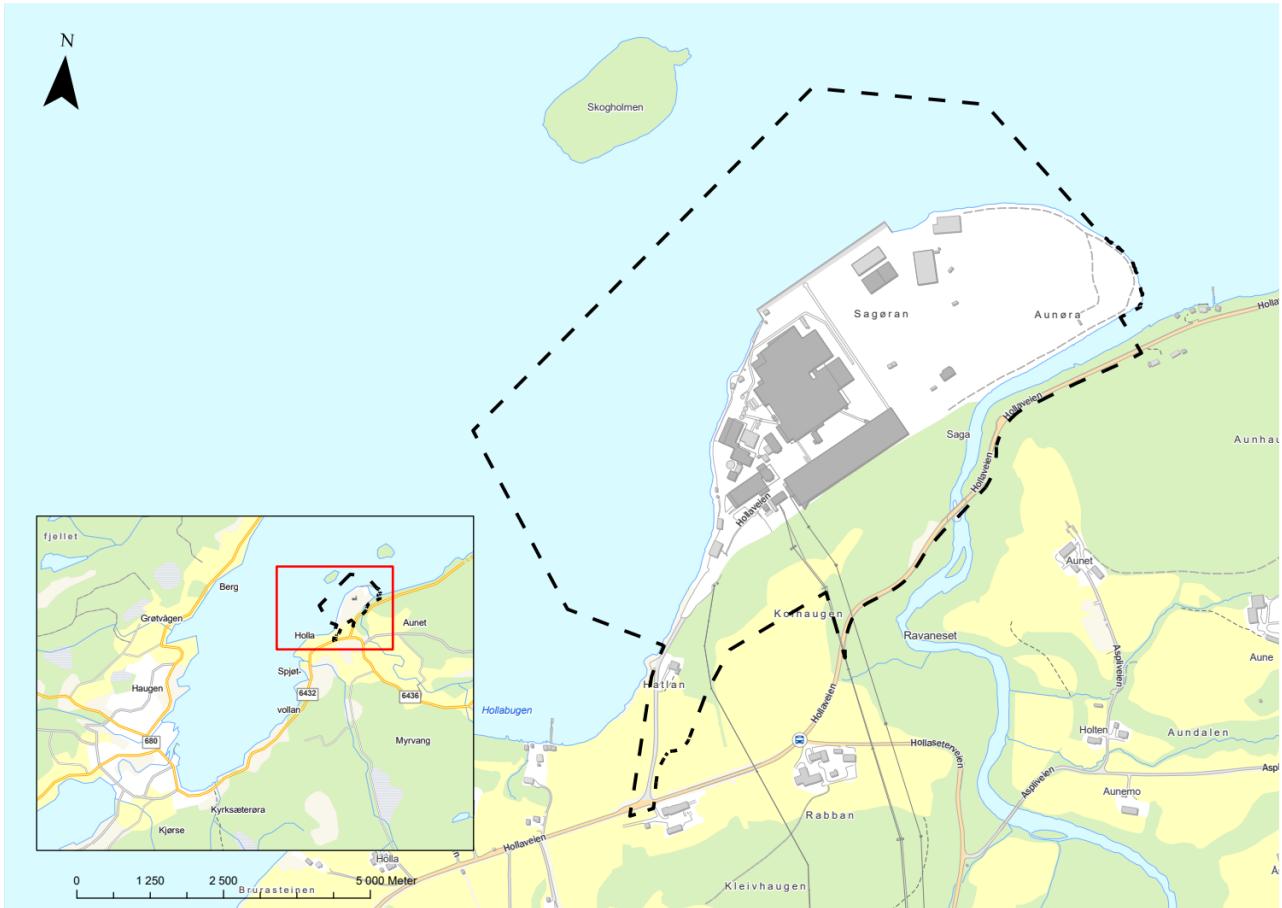 N
Skogholmen
Sagøran
Aunøra
Hollaveien
Saga
Hollaveien
Hollaveien
Hollaveien
Aunet
Korhaugen
Ravaneset
Aune
Aspliveien
Hatlan
Hollaveien
Hollabugen
Holten
Aundalen
Hollaseterveien
Aspliveien
Aunemo
Rabban
Hollaveien
Holla
Kleivhaugen
Brurasteinen
fjellet
Berg
Grøtvågen
Holla
Aunet
Spjøt-
vollan
Haugen
6432
6436
680
Myrvang
Kyrksæterøra
Kjørse
0 1 250 2 500 5 000 Meter